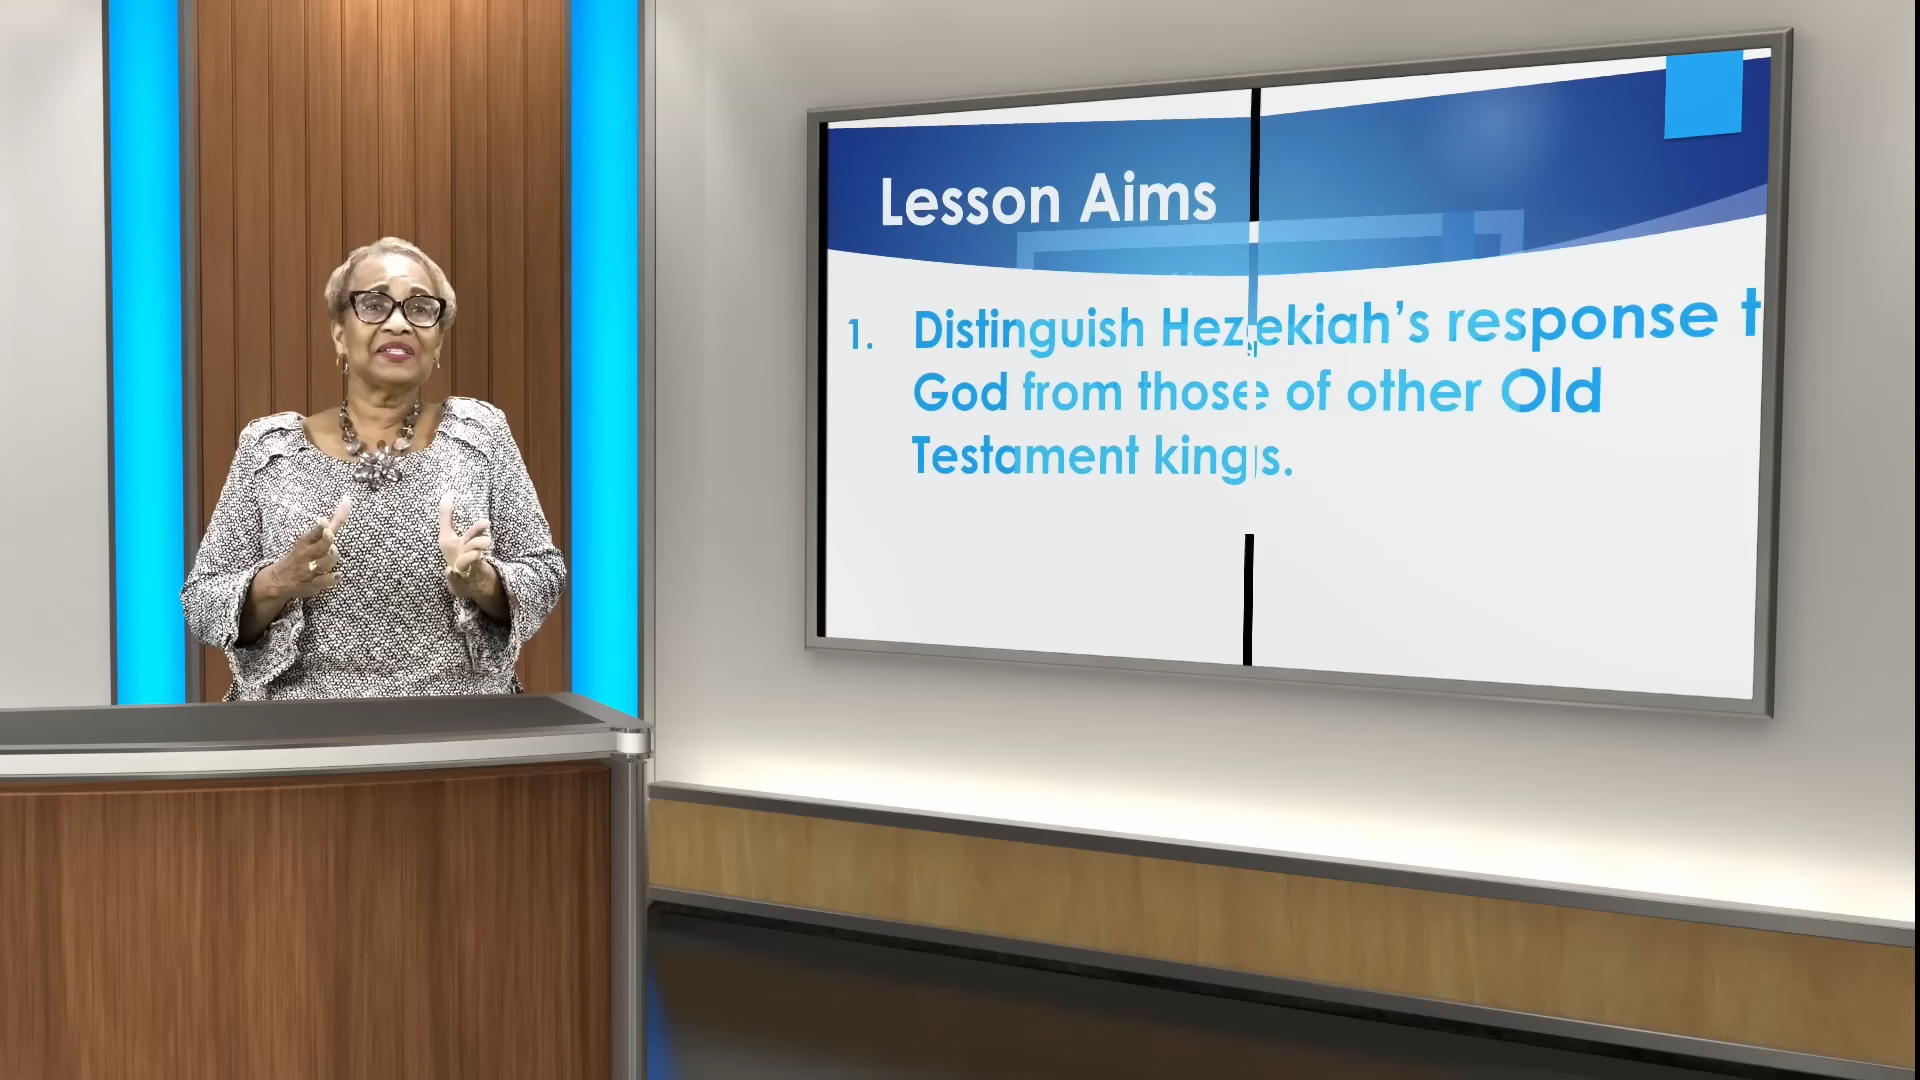 Lesson Aims
1. Distinguish Hezekiah's response t
God from those of other Old
Testament kings.